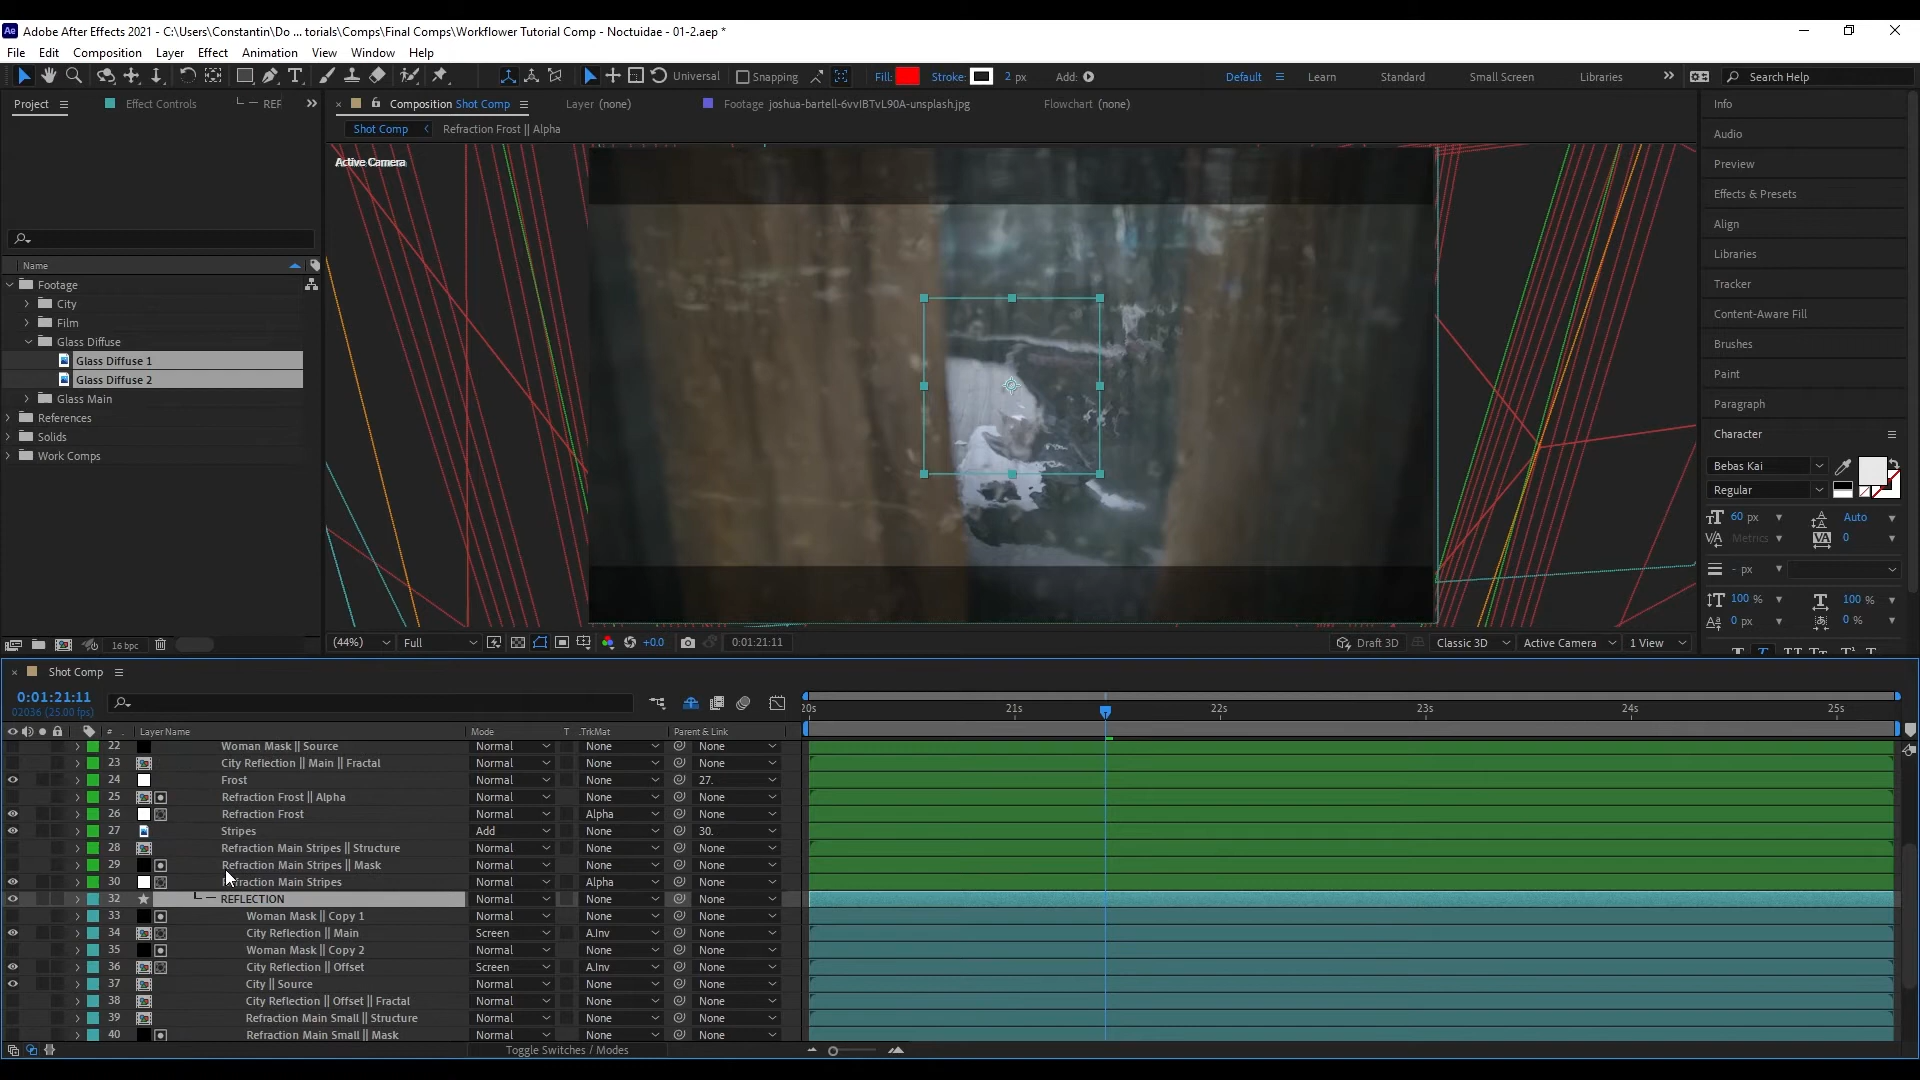 Ae Adobe After Effects 2021 - C:\Users\Constantin\Do ... torials\Comps\Final Comps\Workflower Tutorial Comp - Noctuidae - 01-2.aep *
File Edit Composition Layer Effect Animation View Window Help
Universal Snapping Fill: Stroke: 2 px Add: Default Learn Standard Small Screen Libraries Search Help
Project Effect Controls REF Composition Shot Comp Layer (none) Footage joshua-bartell-6vvIBTvL90A-unsplash.jpg Flowchart (none) Info
Shot Comp Refraction Frost || Alpha
Audio
Active Camera
Preview
Effects & Presets
Align
Libraries
Name
Footage
Tracker
City
Content-Aware Fill
Film
Glass Diffuse
Brushes
Glass Diffuse 1
Paint
Glass Diffuse 2
Glass Main
Paragraph
References
Solids
Character
Work Comps
Bebas Kai
Regular
60 px Auto
Metrics 0
- px
100 % 100 %
0 px 0 %
16 bpc (44%) Full +0.0 0:01:21:11 Draft 3D Classic 3D Active Camera 1 View
Shot Comp
0:01:21:11
02036 (25.00 fps)
20s 21s 22s 23s 24s 25s
# Layer Name Mode T .TrkMat Parent & Link
22 Woman Mask || Source Normal None None
23 City Reflection || Main || Fractal Normal None None
24 Frost Normal None 27.
25 Refraction Frost || Alpha Normal None None
26 Refraction Frost Normal Alpha None
27 Stripes Add None 30.
28 Refraction Main Stripes || Structure Normal None None
29 Refraction Main Stripes || Mask Normal None None
30 Refraction Main Stripes Normal Alpha None
32 REFLECTION Normal None None
33 Woman Mask || Copy 1 Normal None None
34 City Reflection || Main Screen A.Inv None
35 Woman Mask || Copy 2 Normal None None
36 City Reflection || Offset Screen A.Inv None
37 City || Source Normal None None
38 City Reflection || Offset || Fractal Normal None None
39 Refraction Main Small || Structure Normal None None
40 Refraction Main Small || Mask Normal None None
Toggle Switches / Modes